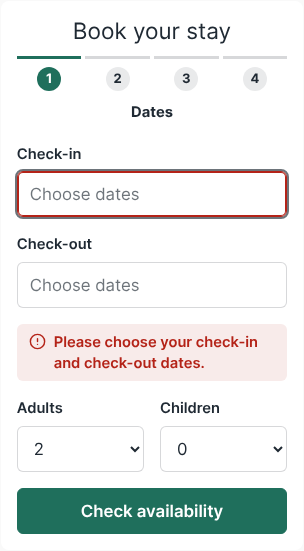 Book your stay
1 2 3 4
Dates
Check-in
Choose dates
Check-out
Choose dates
Please choose your check-in
and check-out dates.
Adults Children
2 0
Check availability